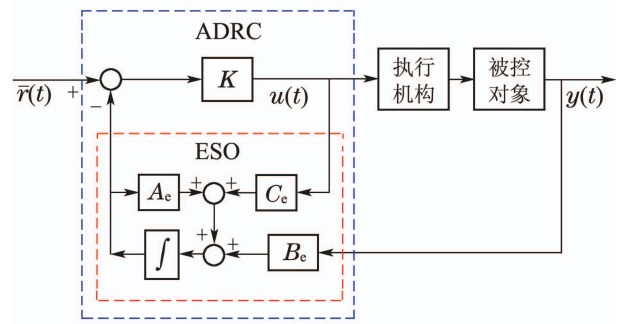 ADRC
r̄(t)
+
−
K
u(t)
执行
机构
被控
对象
y(t)
ESO
Aₑ
+
+
Cₑ
∫
+
+
Bₑ